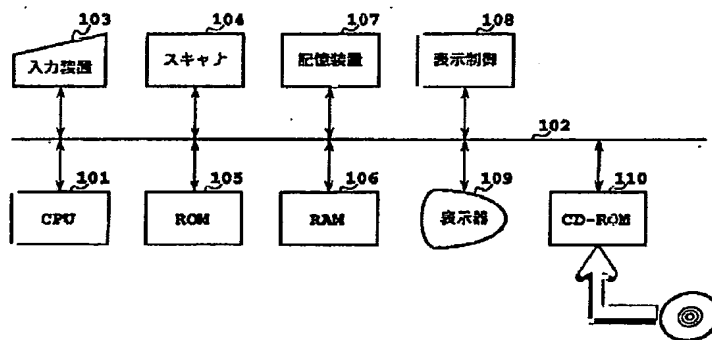 103
104
107
108
入力装置
スキャナ
記憶装置
表示制御
102
101
105
106
109
110
CPU
ROM
RAM
表示器
CD-ROM